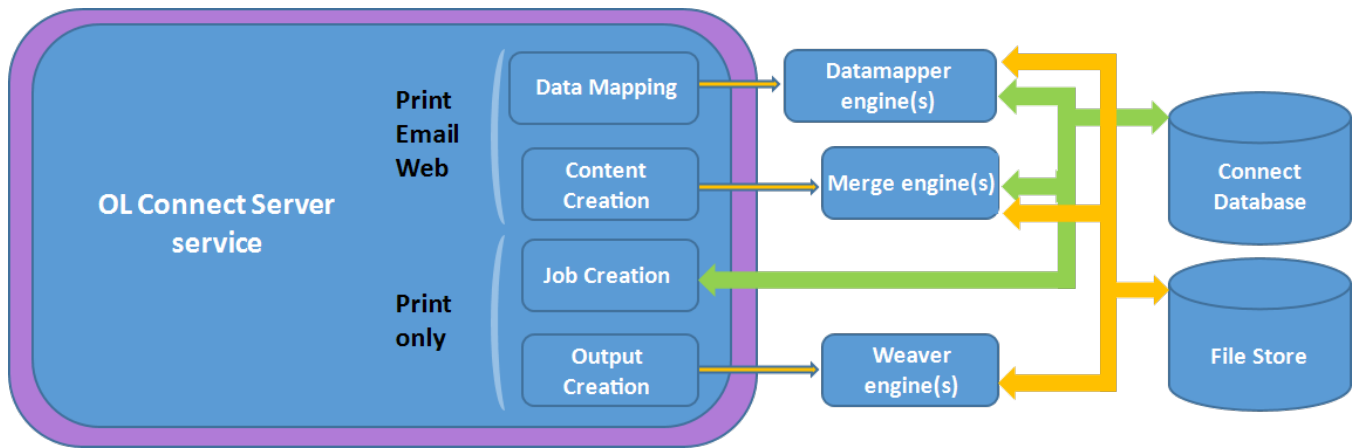 OL Connect Server
service
Print
Email
Web
Print
only
Data Mapping
Content
Creation
Job Creation
Output
Creation
Datamapper
engine(s)
Merge engine(s)
Weaver
engine(s)
Connect
Database
File Store